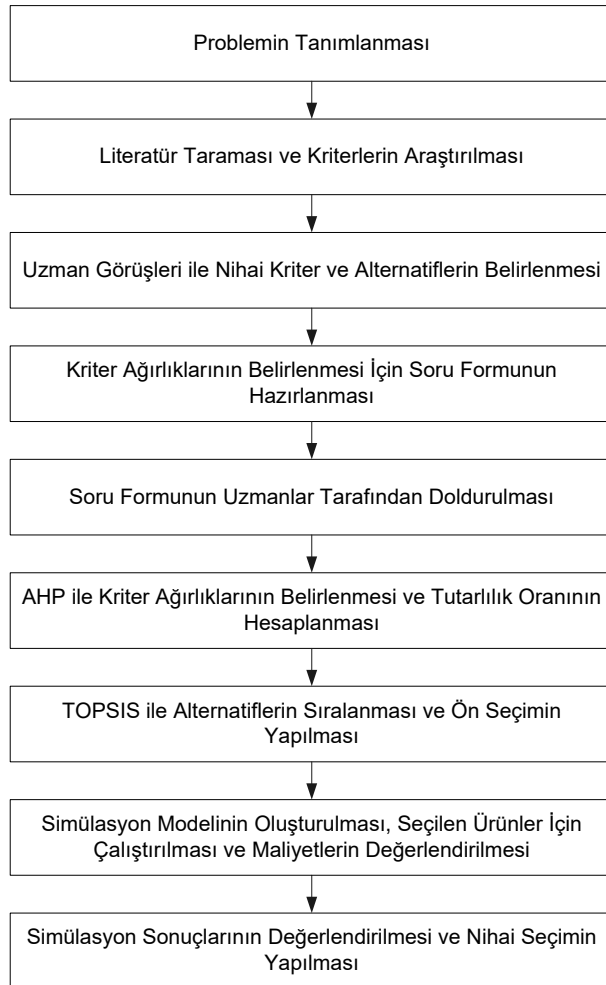 Problemin Tanımlanması
Literatür Taraması ve Kriterlerin Araştırılması
Uzman Görüşleri ile Nihai Kriter ve Alternatiflerin Belirlenmesi
Kriter Ağırlıklarının Belirlenmesi İçin Soru Formunun
Hazırlanması
Soru Formunun Uzmanlar Tarafından Doldurulması
AHP ile Kriter Ağırlıklarının Belirlenmesi ve Tutarlılık Oranının
Hesaplanması
TOPSIS ile Alternatiflerin Sıralanması ve Ön Seçimin
Yapılması
Simülasyon Modelinin Oluşturulması, Seçilen Ürünler İçin
Çalıştırılması ve Maliyetlerin Değerlendirilmesi
Simülasyon Sonuçlarının Değerlendirilmesi ve Nihai Seçimin
Yapılması